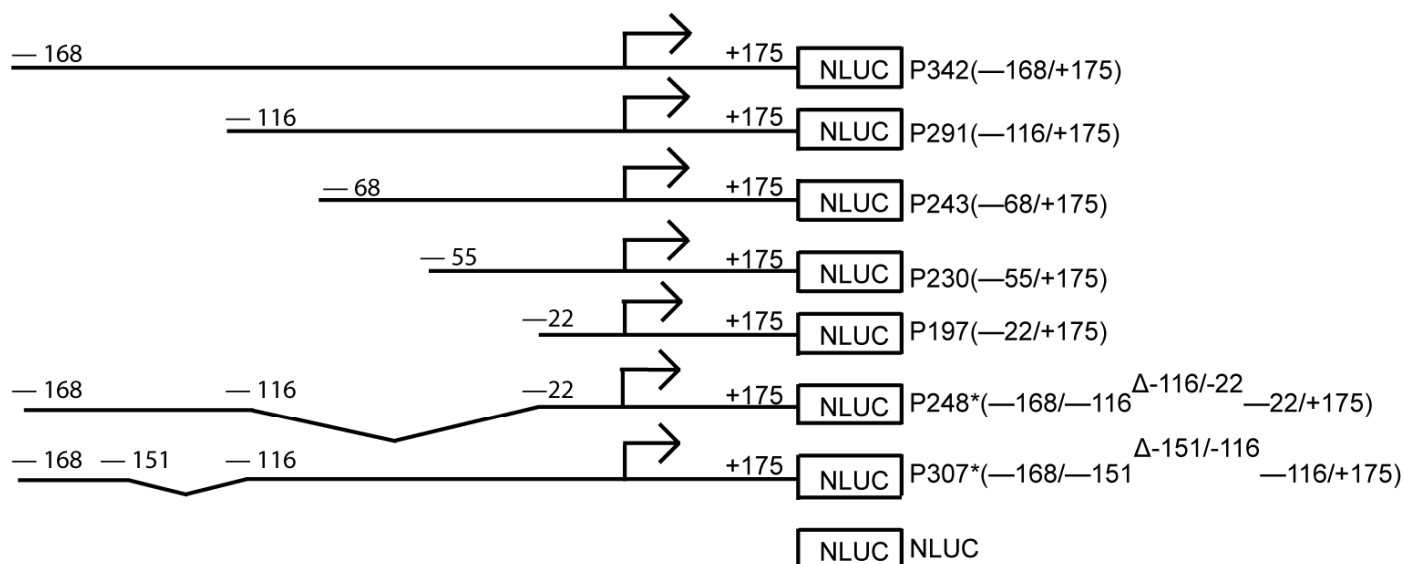 — 168 +175 NLUC P342(—168/+175)
— 116 +175 NLUC P291(—116/+175)
— 68 +175 NLUC P243(—68/+175)
— 55 +175 NLUC P230(—55/+175)
—22 +175 NLUC P197(—22/+175)
— 168 — 116 —22 +175 NLUC P248*(—168/—116 Δ-116/-22 —22/+175)
— 168 — 151 — 116 +175 NLUC P307*(—168/—151 Δ-151/-116 —116/+175)
NLUC NLUC